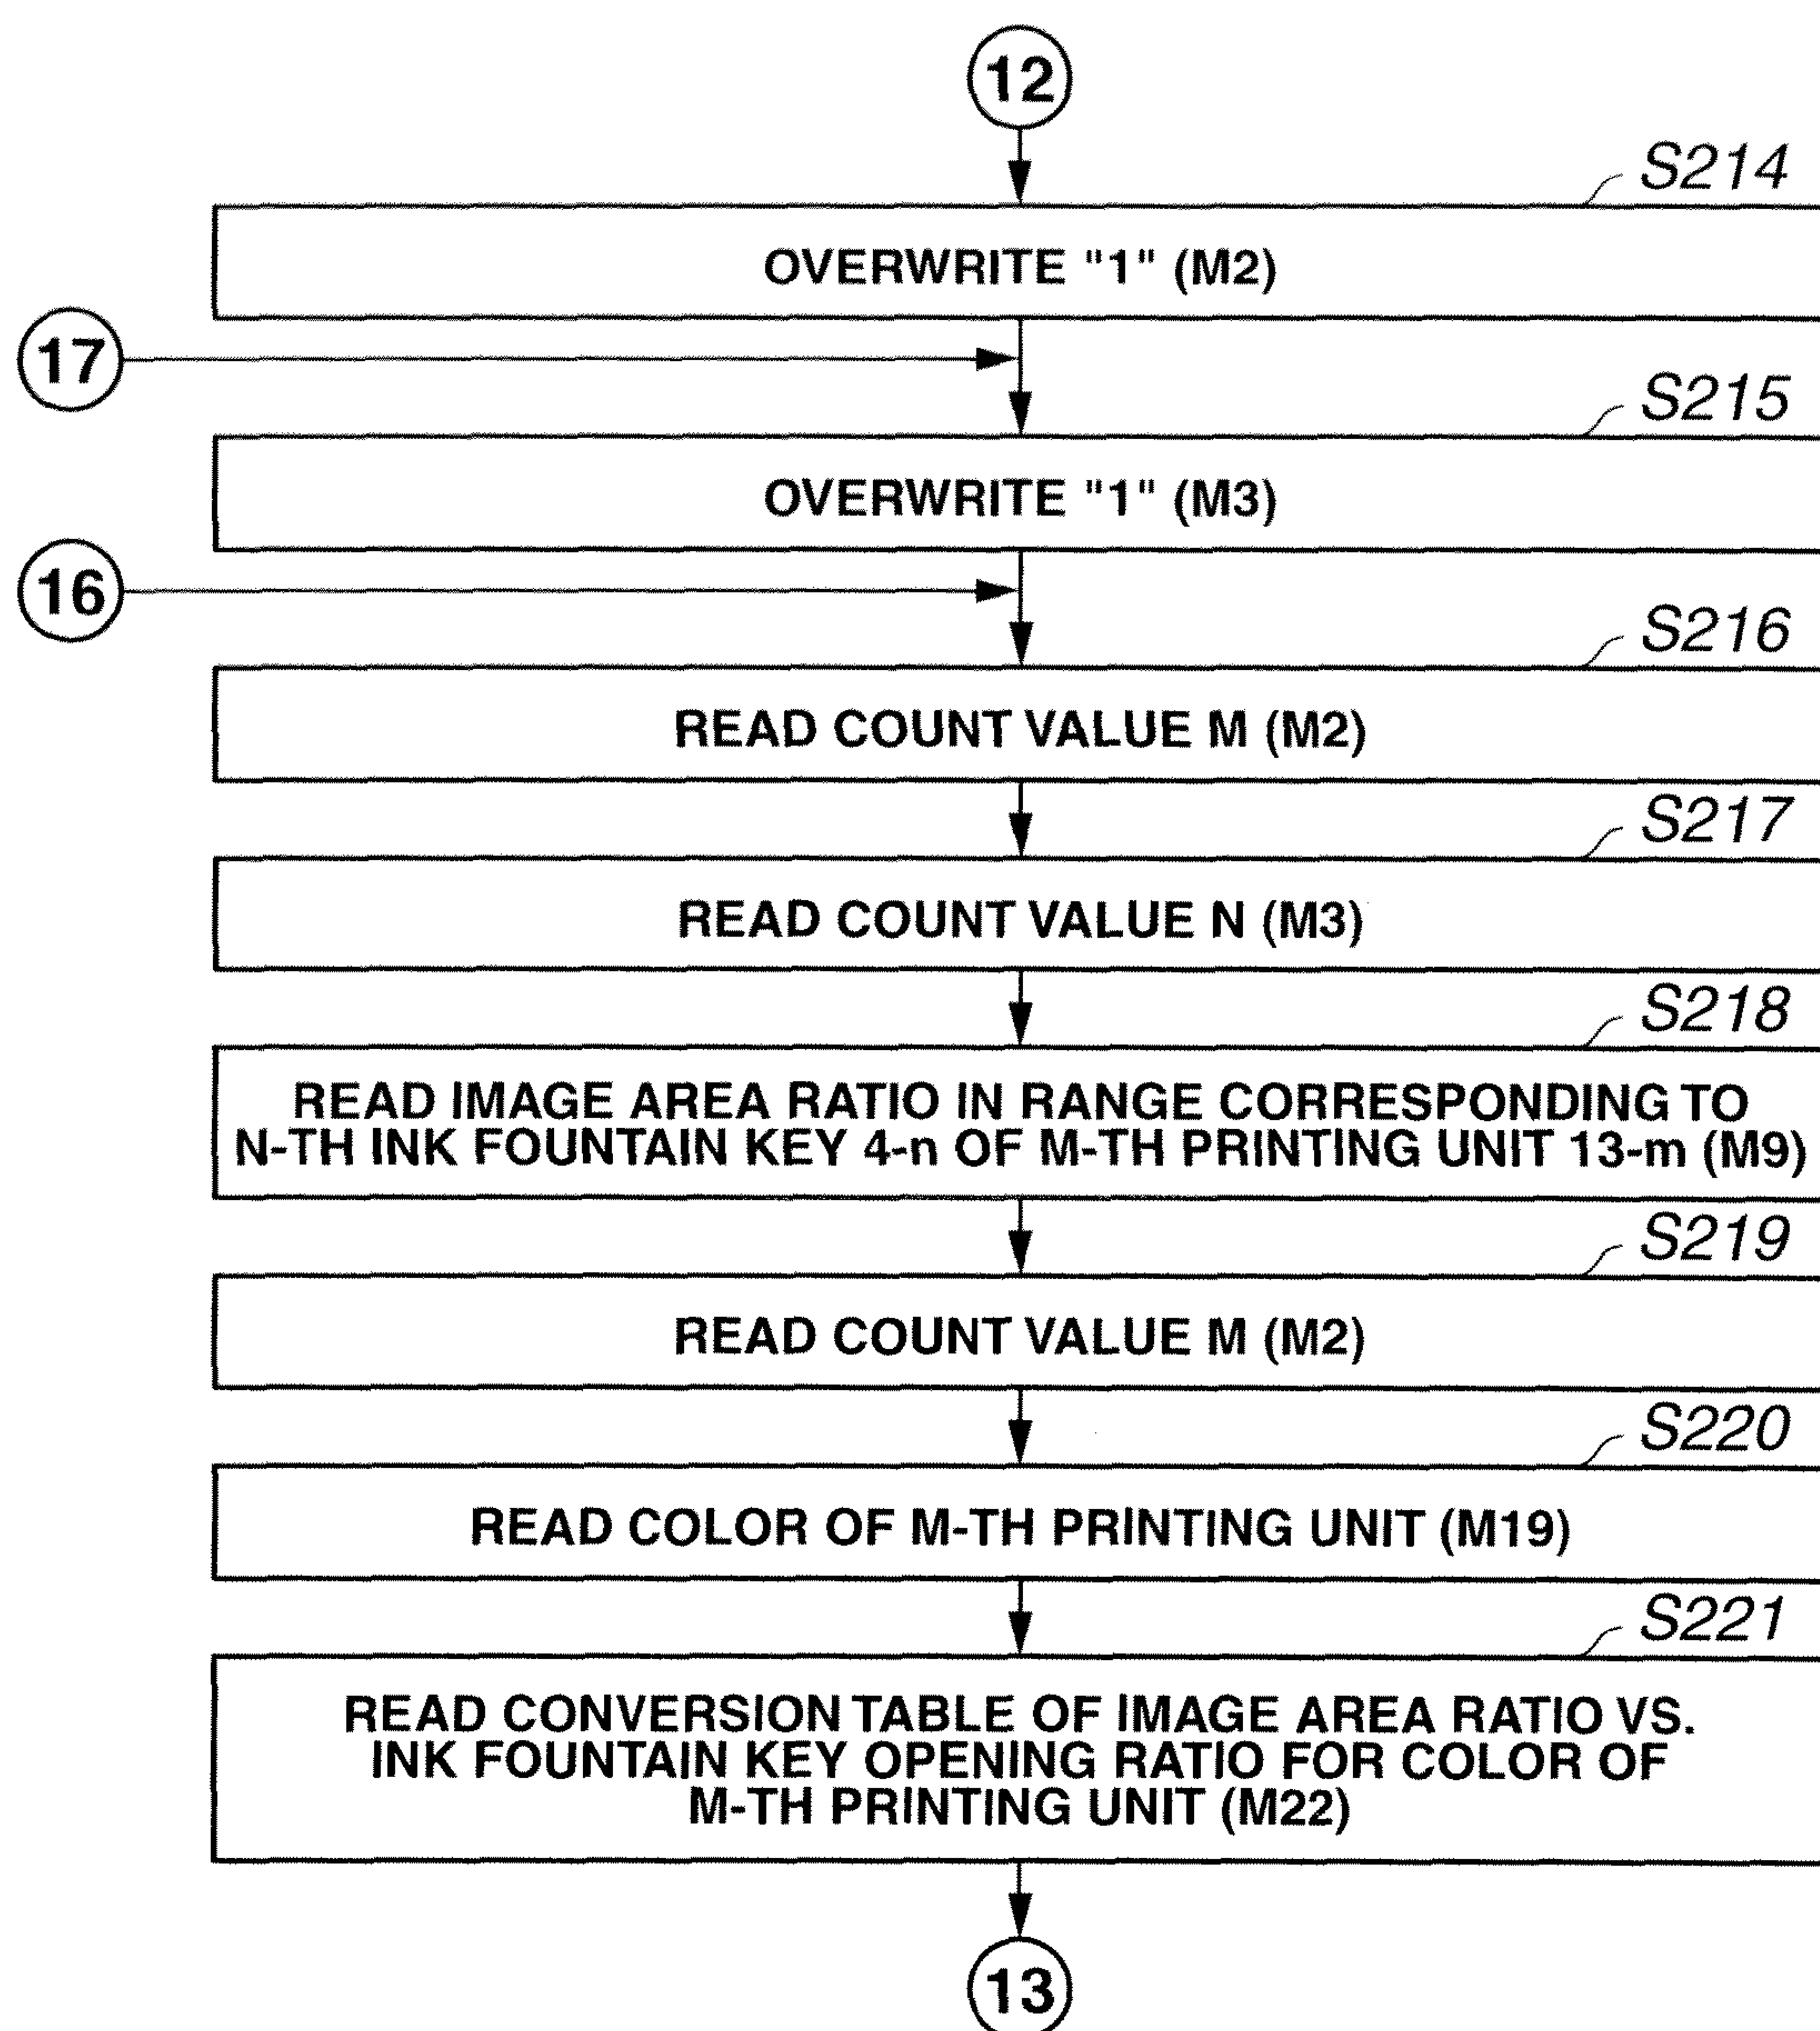 12
S214
OVERWRITE "1" (M2)
17
S215
OVERWRITE "1" (M3)
16
S216
READ COUNT VALUE M (M2)
S217
READ COUNT VALUE N (M3)
S218
READ IMAGE AREA RATIO IN RANGE CORRESPONDING TO
N-TH INK FOUNTAIN KEY 4-n OF M-TH PRINTING UNIT 13-m (M9)
S219
READ COUNT VALUE M (M2)
S220
READ COLOR OF M-TH PRINTING UNIT (M19)
S221
READ CONVERSION TABLE OF IMAGE AREA RATIO VS.
INK FOUNTAIN KEY OPENING RATIO FOR COLOR OF
M-TH PRINTING UNIT (M22)
13